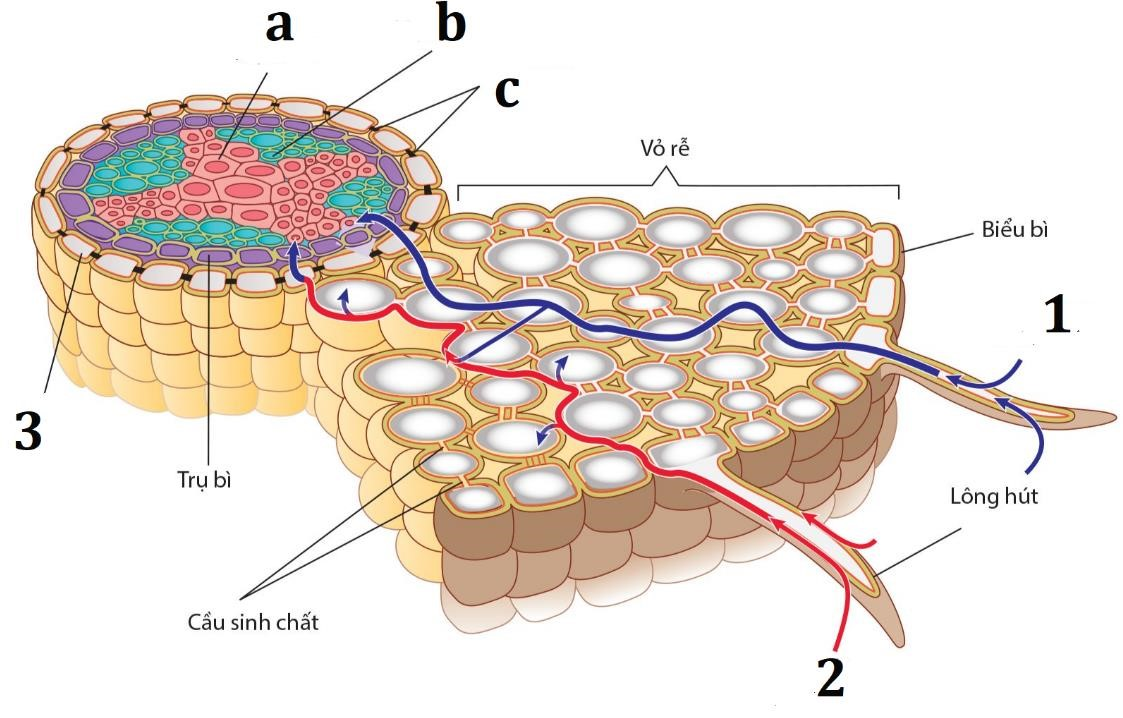 a
b
c
Vỏ rễ
Biểu bì
1
3
Trụ bì
Lông hút
Cầu sinh chất
2